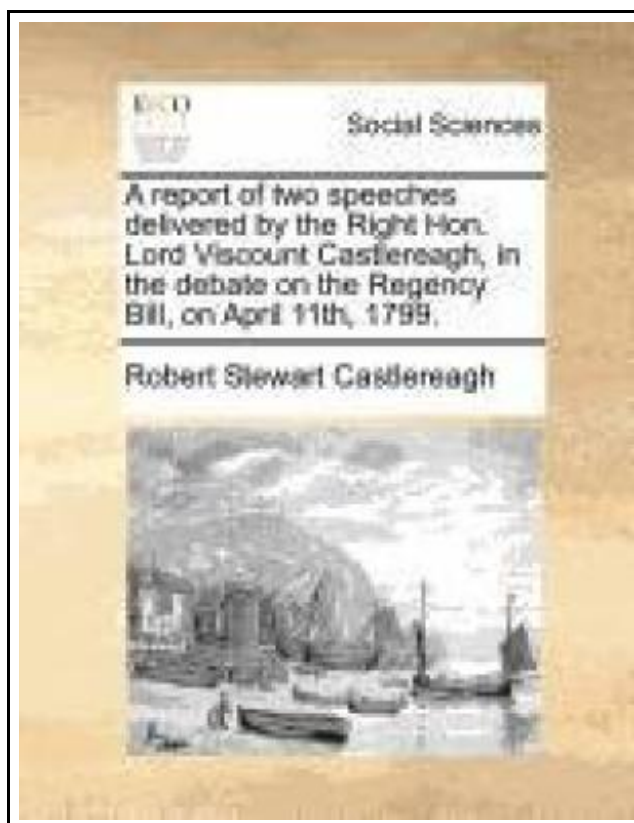 ECCO
Social Sciences
A report of two speeches
delivered by the Right Hon.
Lord Viscount Castlereagh, in
the debate on the Regency
Bill, on April 11th, 1799.
Robert Stewart Castlereagh